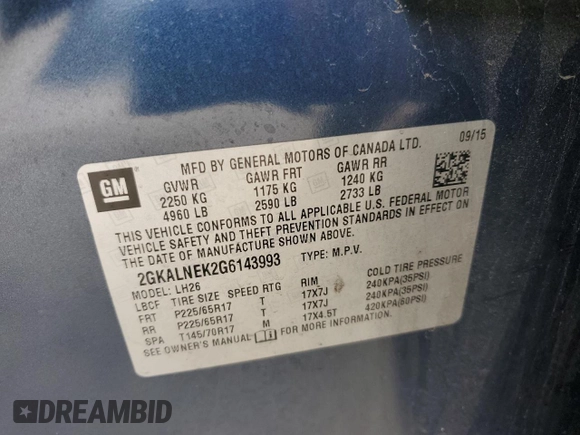 MFD BY GENERAL MOTORS OF CANADA LTD. 09/15
GM
GVWR GAWR FRT GAWR RR
2250 KG 1175 KG 1240 KG
4960 LB 2590 LB 2733 LB
THIS VEHICLE CONFORMS TO ALL APPLICABLE U.S. FEDERAL MOTOR
VEHICLE SAFETY AND THEFT PREVENTION STANDARDS IN EFFECT ON
THE DATE OF MANUFACTURE SHOWN ABOVE.
2GKALNEK2G6143993 TYPE: M.P.V.
MODEL: LH26
LBCF TIRE SIZE SPEED RTG RIM COLD TIRE PRESSURE
FRT P225/65R17 T 17X7J 240KPA(35PSI)
RR P225/65R17 T 17X7J 240KPA(35PSI)
SPA T145/70R17 M 17X4.5T 420KPA(60PSI)
SEE OWNER'S MANUAL FOR MORE INFORMATION.
DREAMBID